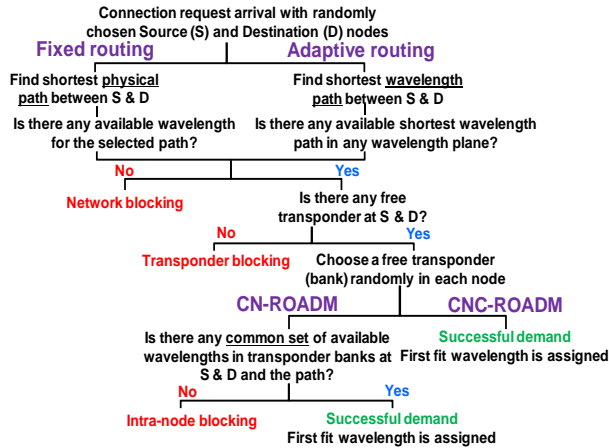 Connection request arrival with randomly
chosen Source (S) and Destination (D) nodes
Fixed routing
Adaptive routing
Find shortest physical
path between S & D
Find shortest wavelength
path between S & D
Is there any available wavelength
for the selected path?
Is there any available shortest wavelength
path in any wavelength plane?
No
Yes
Network blocking
Is there any free
transponder at S & D?
No
Yes
Transponder blocking
Choose a free transponder
(bank) randomly in each node
CN-ROADM
CNC-ROADM
Is there any common set of available
wavelengths in transponder banks at
S & D and the path?
Successful demand
First fit wavelength is assigned
No
Yes
Intra-node blocking
Successful demand
First fit wavelength is assigned